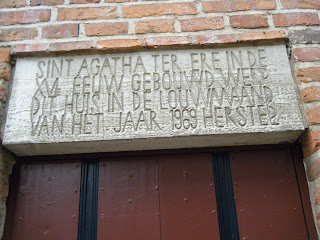 SINT AGATHA TER ERE IN DE
XVI EEUW GEBOUWD WERD
DIT HUIS IN DE LOUWMAAND
VAN HET JAAR 1969 HERSTELD